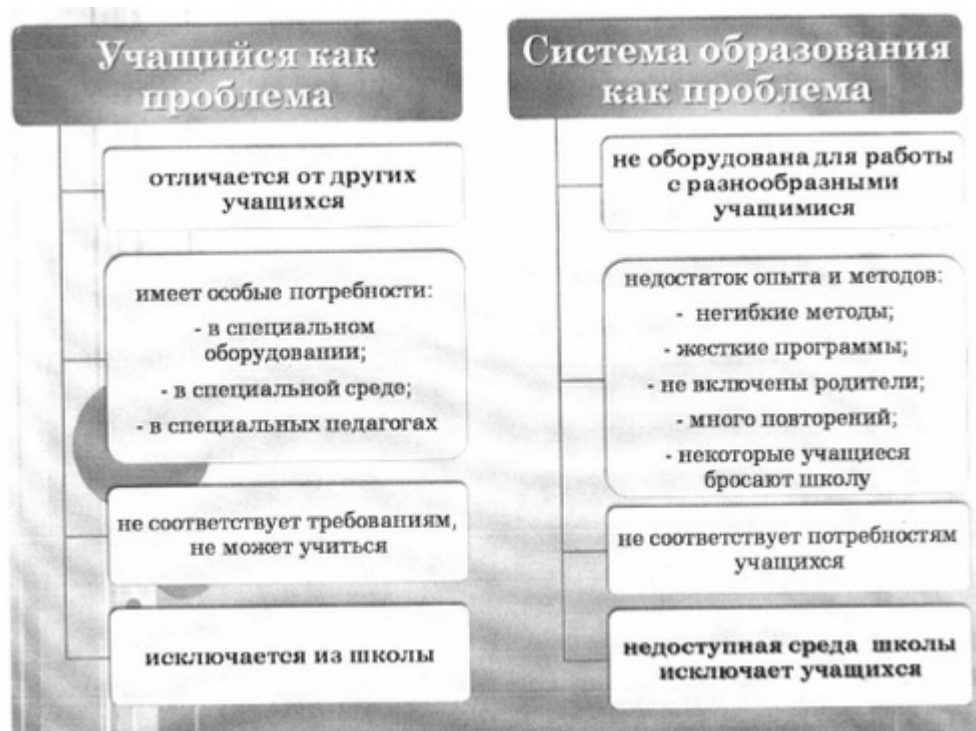 Учащийся как
проблема
отличается от других
учащихся
имеет особые потребности:
- в специальном
оборудовании;
- в специальной среде;
- в специальных педагогах
не соответствует требованиям,
не может учиться
исключается из школы
Система образования
как проблема
не оборудована для работы
с разнообразными
учащимися
недостаток опыта и методов:
- негибкие методы;
- жесткие программы;
- не включены родители;
- много повторений;
- некоторые учащиеся
бросают школу
не соответствует потребностям
учащихся
недоступная среда школы
исключает учащихся